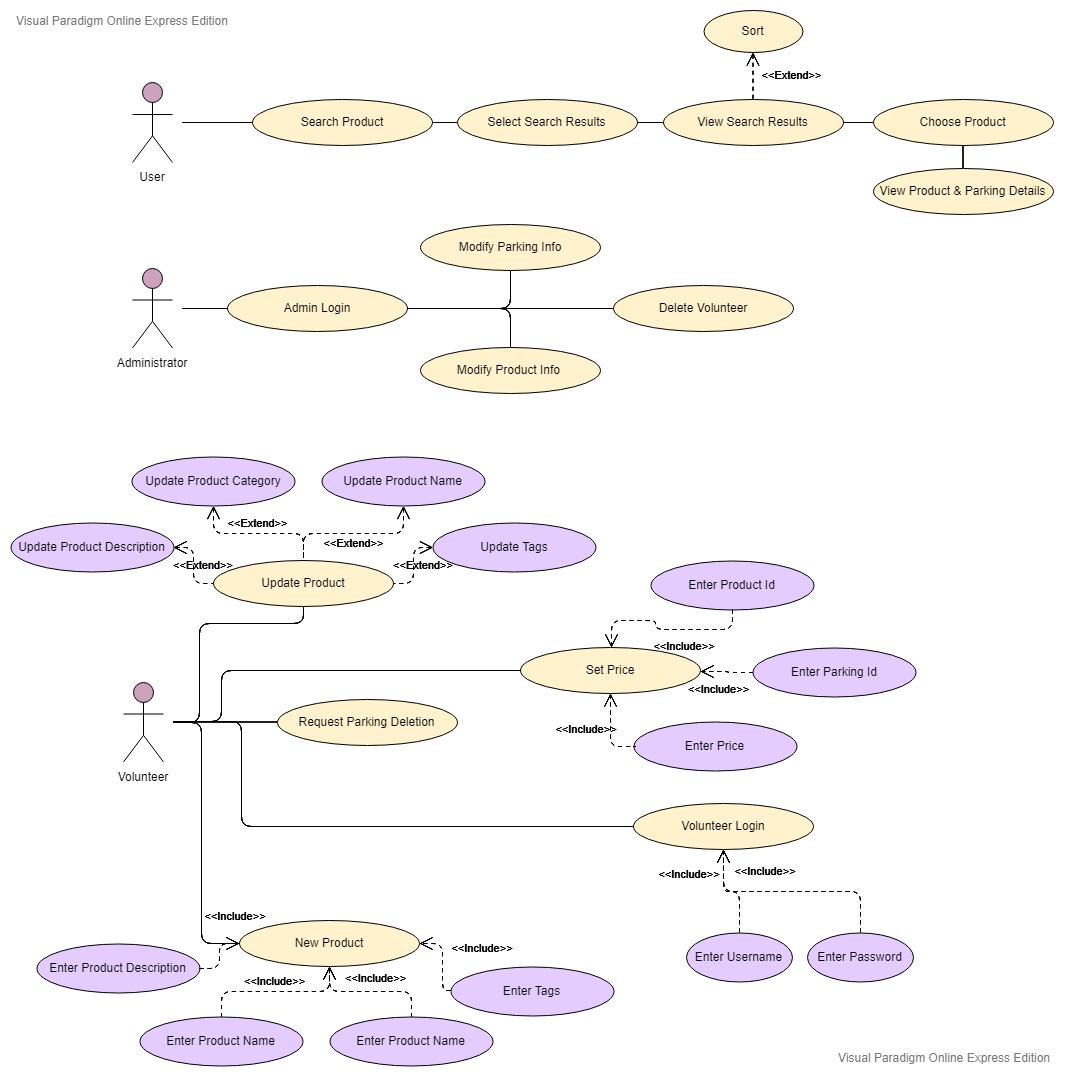 Visual Paradigm Online Express Edition
Sort
<<Extend>>
Search Product
Select Search Results
View Search Results
Choose Product
User
View Product & Parking Details
Modify Parking Info
Admin Login
Delete Volunteer
Administrator
Modify Product Info
Update Product Category
Update Product Name
<<Extend>>
<<Extend>>
Update Product Description
Update Tags
<<Extend>>
<<Extend>>
Update Product
Enter Product Id
<<Include>>
Set Price
Enter Parking Id
<<Include>>
Request Parking Deletion
<<Include>>
Enter Price
Volunteer
Volunteer Login
<<Include>>
<<Include>>
<<Include>>
New Product
<<Include>>
Enter Username
Enter Password
Enter Product Description
<<Include>>
<<Include>>
Enter Tags
Enter Product Name
Enter Product Name
Visual Paradigm Online Express Edition